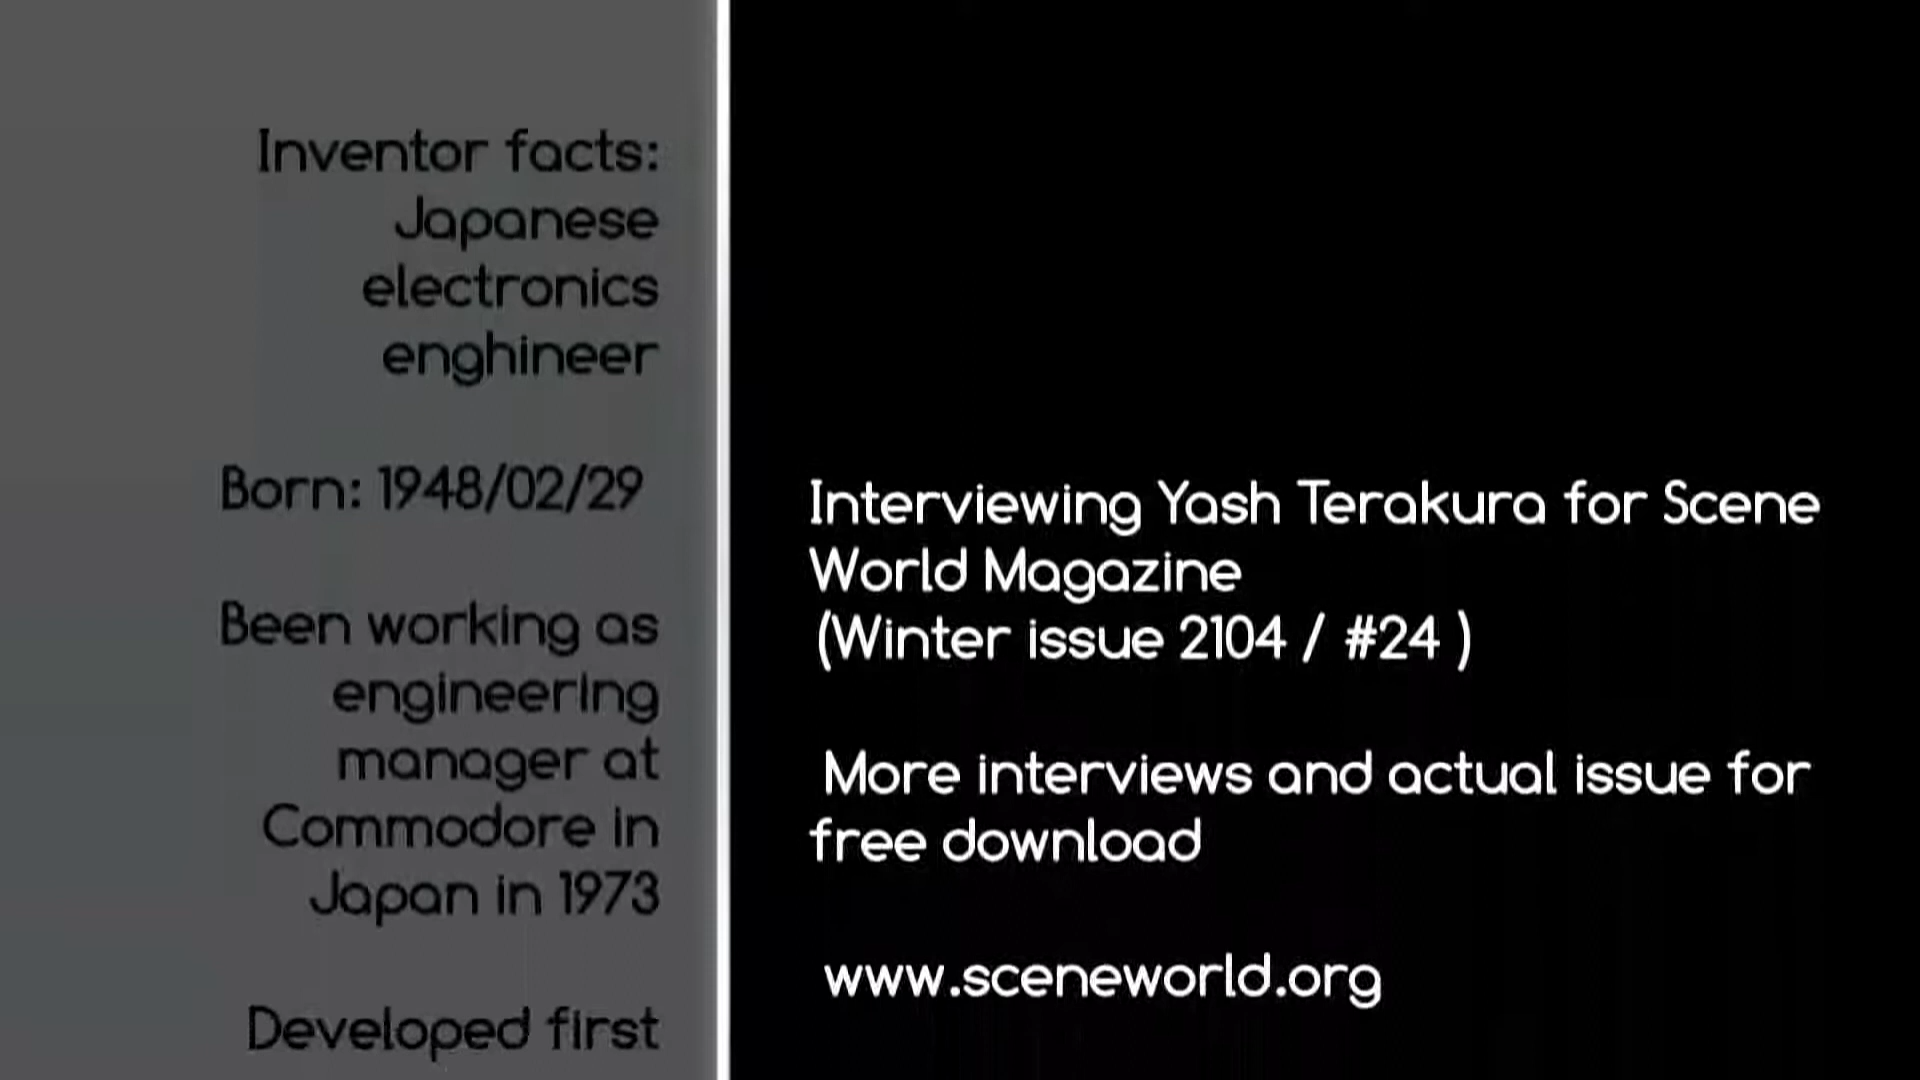 Inventor facts:
Japanese
electronics
enghineer
Born: 1948/02/29
Been working as
engineering
manager at
Commodore in
Japan in 1973
Developed first
Interviewing Yash Terakura for Scene
World Magazine
(Winter issue 2104 / #24 )
More interviews and actual issue for
free download
www.sceneworld.org